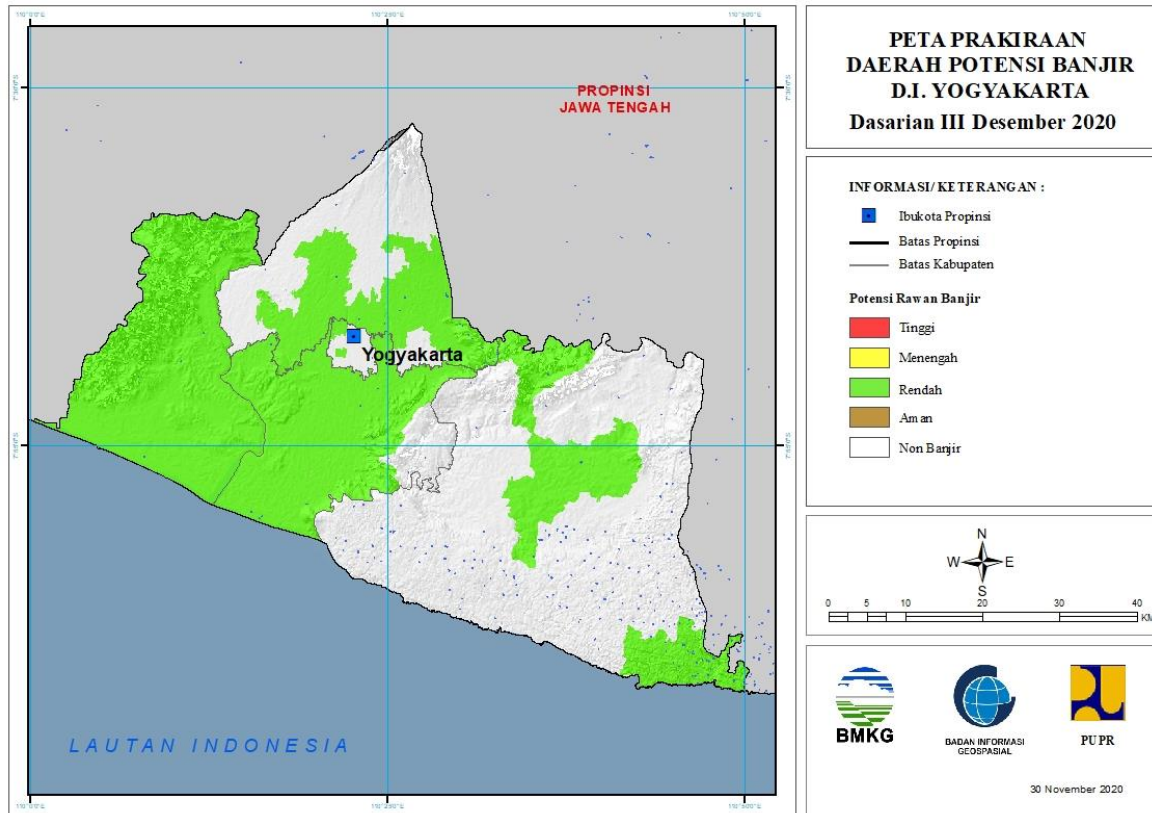 PETA PRAKIRAAN
DAERAH POTENSI BANJIR
D.I. YOGYAKARTA
Dasarian III Desember 2020
INFORMASI/ KETERANGAN :
Ibukota Propinsi
Batas Propinsi
Batas Kabupaten
Potensi Rawan Banjir
Tinggi
Menengah
Rendah
Aman
Non Banjir
PROPINSI
JAWA TENGAH
Yogyakarta
LAUTAN INDONESIA
N
W E
S
0 5 10 20 30 40
KM
BMKG
BADAN INFORMASI
GEOSPASIAL
PUPR
30 November 2020